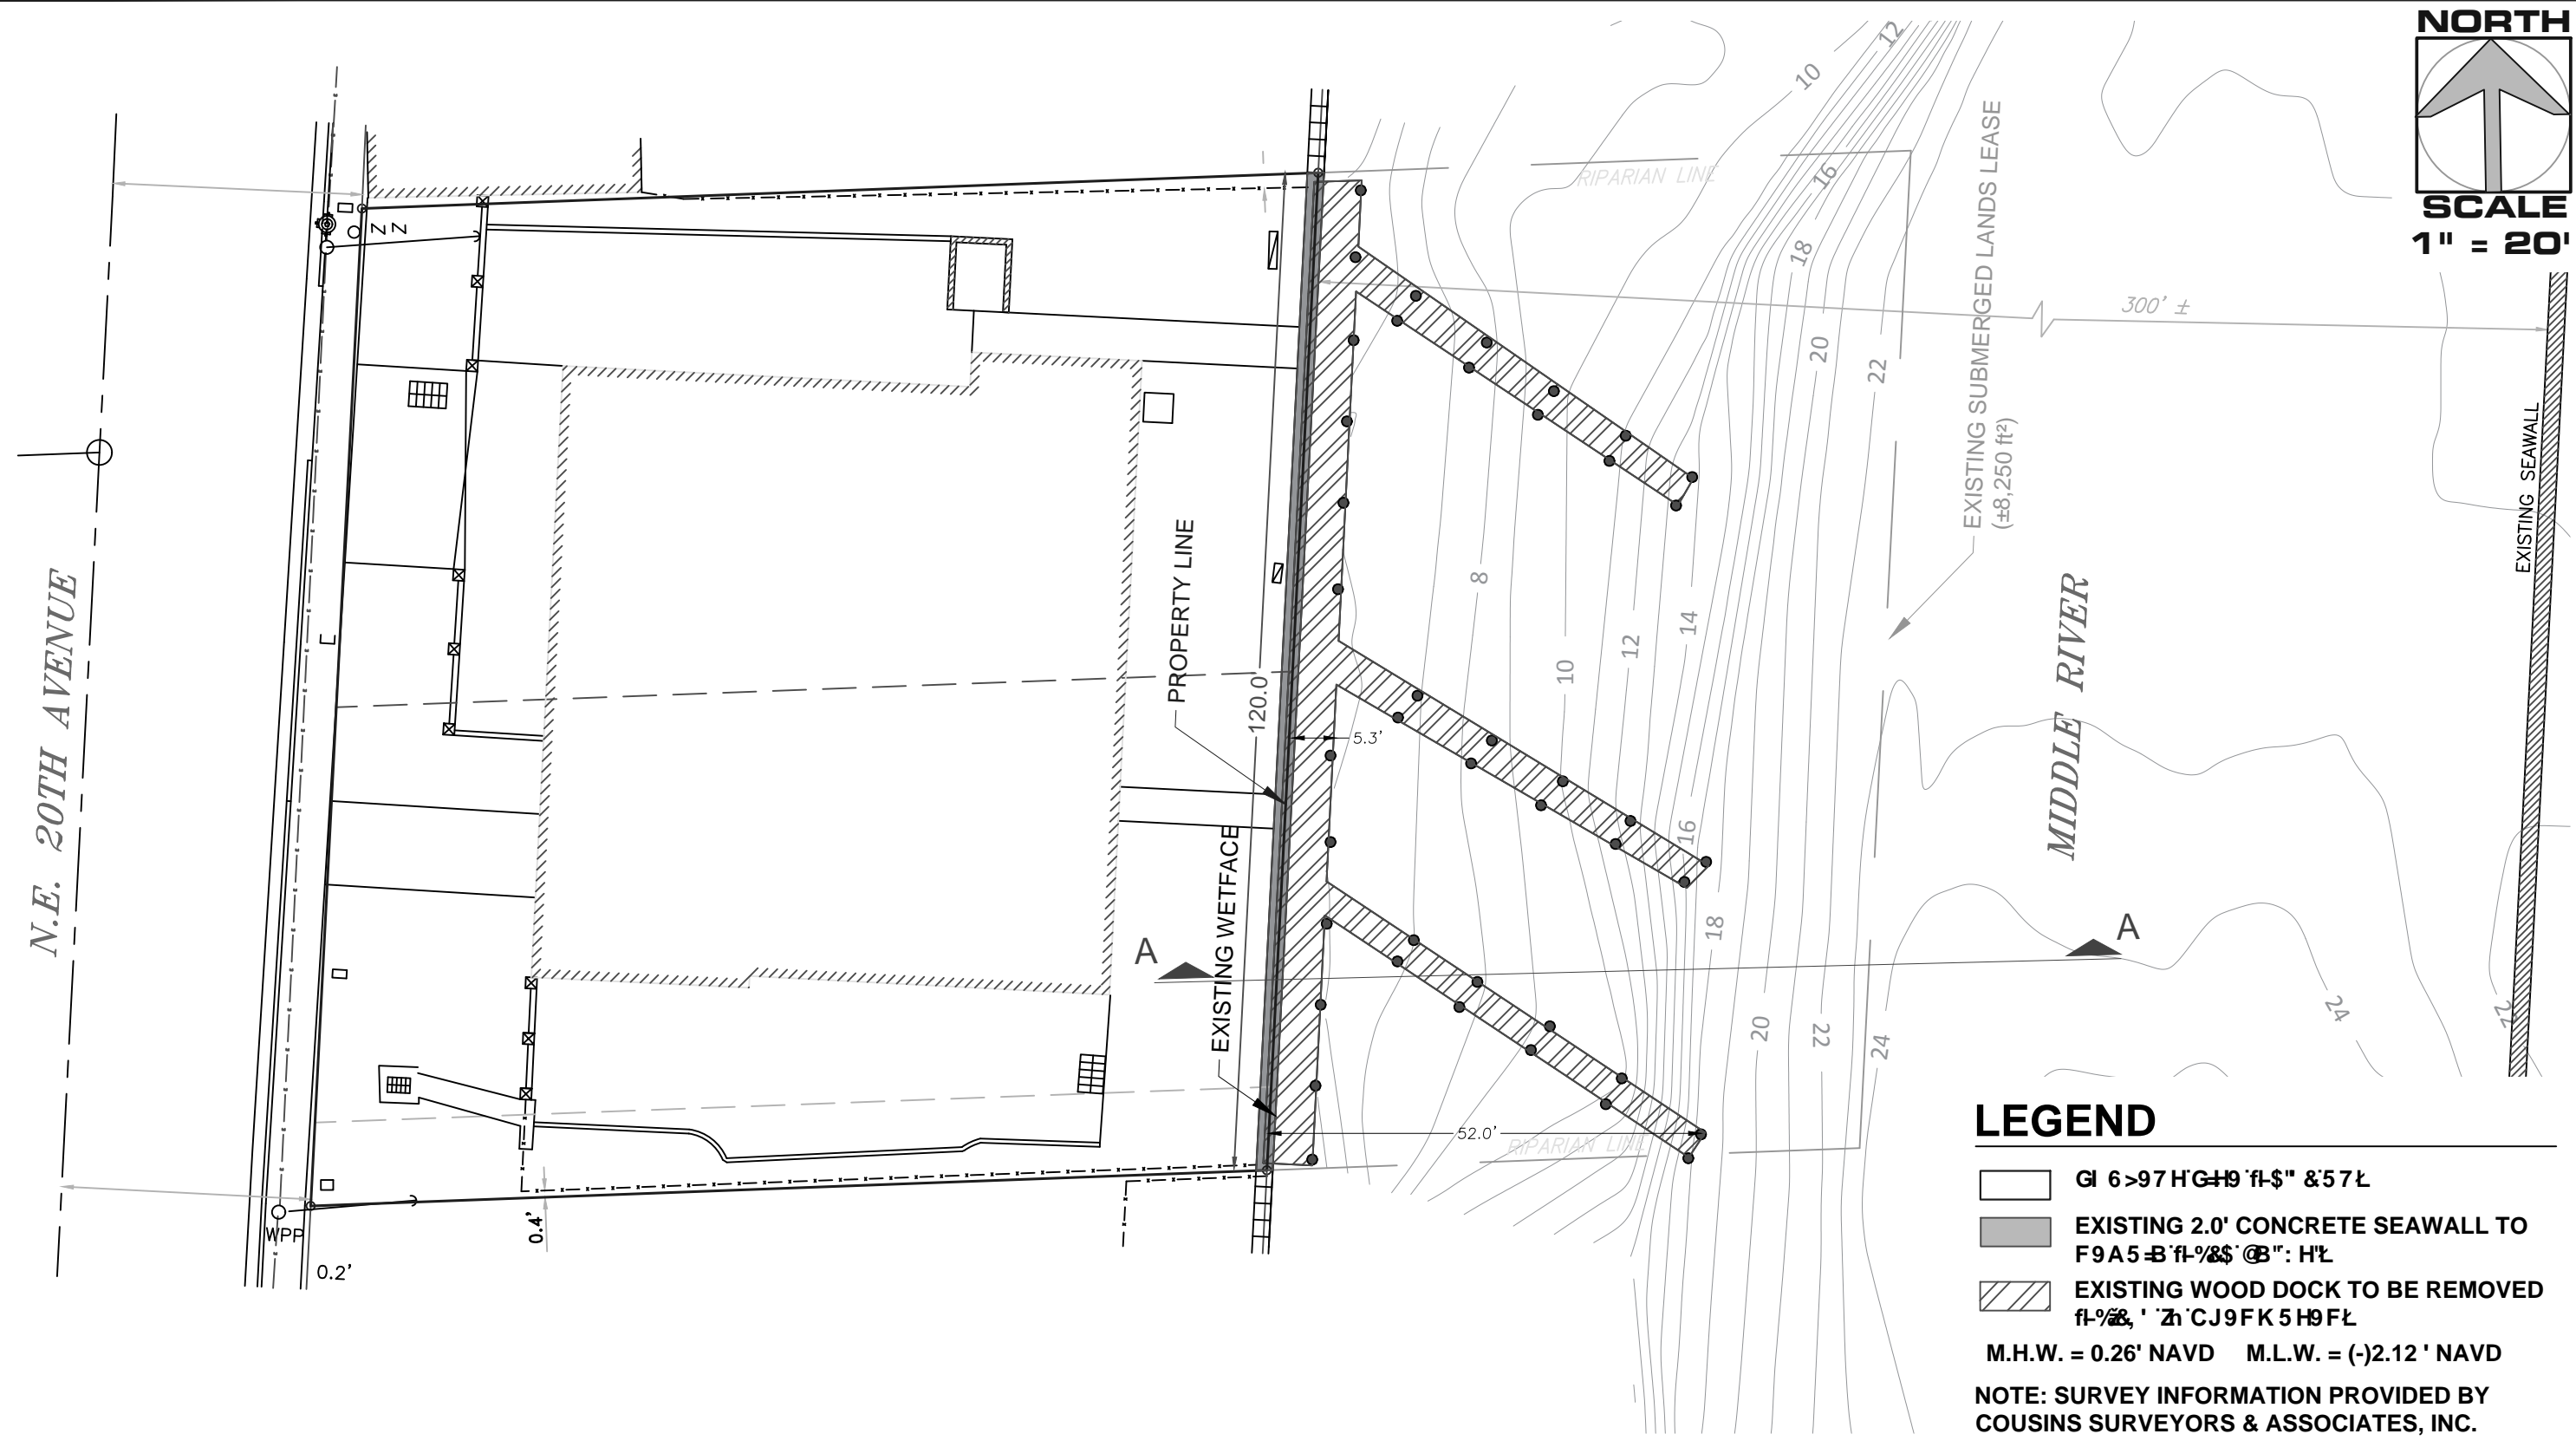 NORTH
SCALE
1" = 20'
12
10
16
18
20
22
RIPARIAN LINE
EXISTING SUBMERGED LANDS LEASE
(±8,250 ft²)
300' ±
EXISTING SEAWALL
Z
Z
N.E. 20TH AVENUE
PROPERTY LINE
120.0'
5.3'
8
10
12
14
16
18
20
22
24
MIDDLE RIVER
A
A
EXISTING WETFACE
52.0'
RIPARIAN LINE
24
22
WPP
0.2'
0.4'
LEGEND
EXISTING 2.0' CONCRETE SEAWALL TO
EXISTING WOOD DOCK TO BE REMOVED
M.H.W. = 0.26' NAVD M.L.W. = (-)2.12 ' NAVD
NOTE: SURVEY INFORMATION PROVIDED BY
COUSINS SURVEYORS & ASSOCIATES, INC.